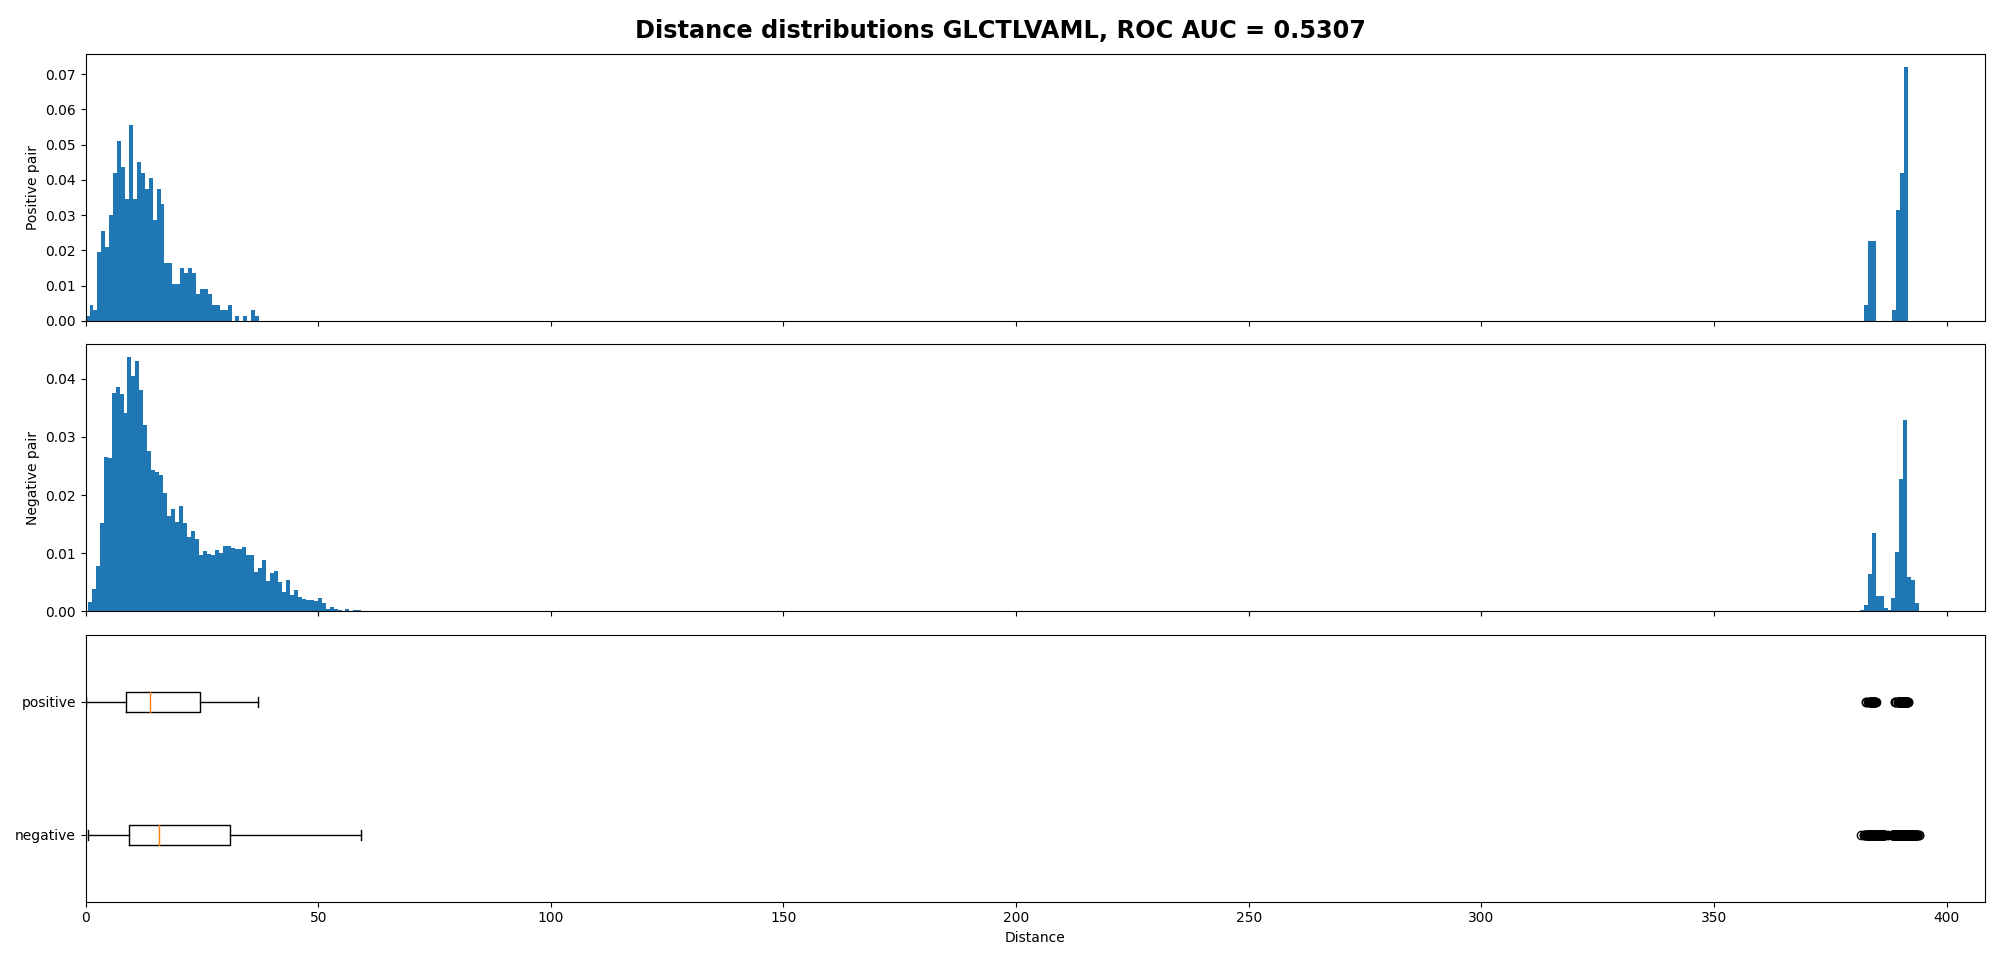 Distance distributions GLCTLVAML, ROC AUC = 0.5307
0.07
0.06
0.05
0.04
0.03
0.02
0.01
0.00
Positive pair
0.04
0.03
0.02
0.01
0.00
Negative pair
positive
negative
0 50 100 150 200 250 300 350 400
Distance